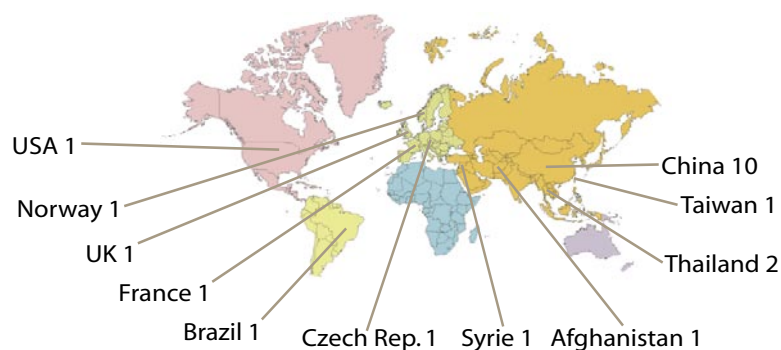 USA 1
Norway 1
UK 1
France 1
Brazil 1
Czech Rep. 1
Syrie 1
Afghanistan 1
Thailand 2
Taiwan 1
China 10